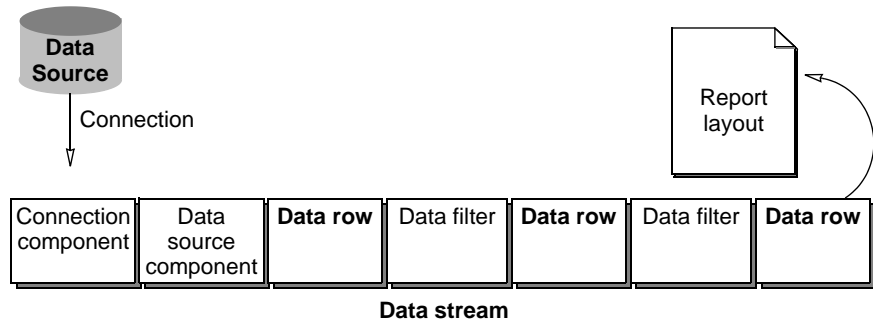 Data
Source
Connection
Report
layout
Connection
component
Data
source
component
Data row
Data filter
Data row
Data filter
Data row
Data stream